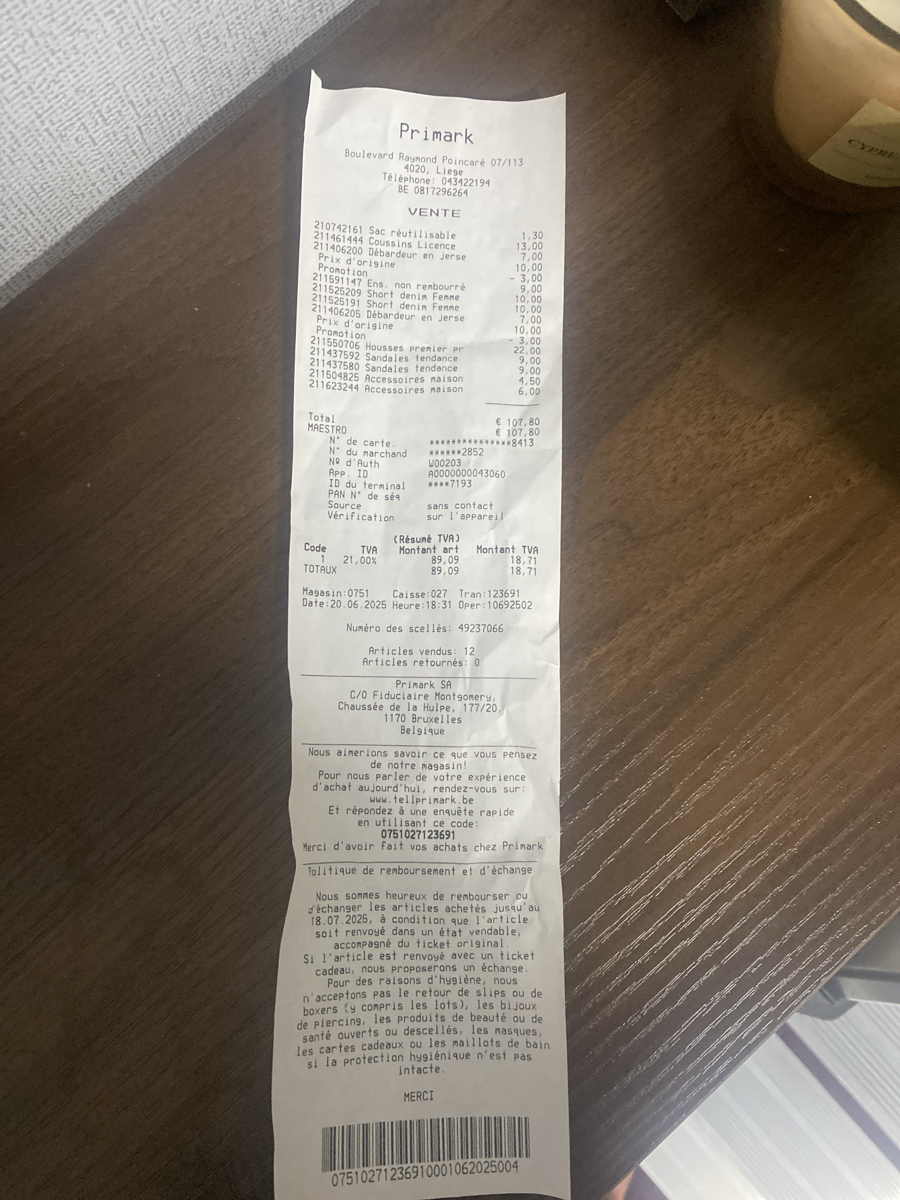 Primark
Boulevard Raymond Poincaré 07/113
4020, Liege
Téléphone: 043422194
BE 0817296264
VENTE
210742161 Sac réutilisable 1,30
211461444 Coussins Licence 13,00
211406200 Débardeur en jerse 7,00
Prix d'origine 10,00
Promotion - 3,00
211591147 Ens. non rembourré 9,00
211525209 Short denim Femme 10,00
211525191 Short denim Femme 10,00
211406205 Débardeur en jerse 7,00
Prix d'origine 10,00
Promotion - 3,00
211550706 Housses premier pr 22,00
211437592 Sandales tendance 9,00
211437580 Sandales tendance 9,00
211504825 Accessoires maison 4,50
211623244 Accessoires maison 6,00
Total € 107,80
MAESTRO € 107,80
N° de carte. ***************8413
N° du marchand ******2852
Nº d'Auth W00203
App. ID A0000000043060
ID du terminal ****7193
PAN N° de séq
Source sans contact
Vérification sur l'appareil
(Résumé TVA)
Code TVA Montant art Montant TVA
1 21,00% 89,09 18,71
TOTAUX 89,09 18,71
Magasin:0751 Caisse:027 Tran:123691
Date:20.06.2025 Heure:18:31 Oper:10692502
Numéro des scellés: 49237066
Articles vendus: 12
Articles retournés: 0
Primark SA
C/O Fiduciaire Montgomery,
Chaussée de la Hulpe, 177/20,
1170 Bruxelles
Belgique
Nous aimerions savoir ce que vous pensez
de notre magasin!
Pour nous parler de votre expérience
d'achat aujourd'hui, rendez-vous sur:
www.tellprimark.be
Et répondez à une enquête rapide
en utilisant ce code:
0751027123691
Merci d'avoir fait vos achats chez Primark
Politique de remboursement et d'échange
Nous sommes heureux de rembourser ou
d'échanger les articles achetés jusqu'au
18.07.2025, à condition que l'article
soit renvoyé dans un état vendable,
accompagné du ticket original.
Si l'article est renvoyé avec un ticket
cadeau, nous proposerons un échange.
Pour des raisons d'hygiène, nous
n'acceptons pas le retour de slips ou de
boxers (y compris les lots), les bijoux
de piercing, les produits de beauté ou de
santé ouverts ou descellés, les masques,
les cartes cadeaux ou les maillots de bain
si la protection hygiénique n'est pas
intacte.
MERCI
07510271236910001062025004